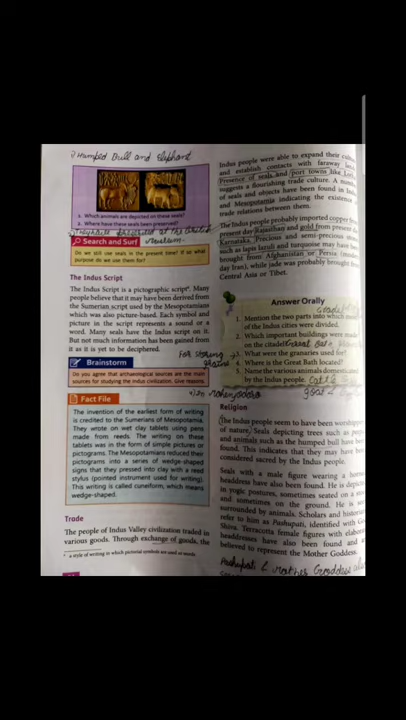 1) Humped Bull and Elephant
1. Which animals are depicted on these seals?
2. Where have these seals been preserved?
British
Museum.
Search and Surf
Do we still use seals in the present time? If so what
purpose do we use them for?
The Indus Script
The Indus Script is a pictographic script*. Many
people believe that it may have been derived from
the Sumerian script used by the Mesopotamians
which was also picture-based. Each symbol and
picture in the script represents a sound or a
word. Many seals have the Indus script on it.
But not much information has been gained from
it as it is yet to be deciphered.
Brainstorm
Do you agree that archaeological sources are the main
sources for studying the Indus civilization. Give reasons.
Fact File
The invention of the earliest form of writing
is credited to the Sumerians of Mesopotamia.
They wrote on wet clay tablets using pens
made from reeds. The writing on these
tablets was in the form of simple pictures or
pictograms. The Mesopotamians reduced their
pictograms into a series of wedge-shaped
signs that they pressed into clay with a reed
stylus (pointed instrument used for writing).
This writing is called cuneiform, which means
wedge-shaped.
Trade
The people of Indus Valley civilization traded in
various goods. Through exchange of goods, the
* a style of writing in which pictorial symbols are used as words
Indus people were able to expand their
and establish contacts with faraway
Presence of seals and port towns like
suggests a flourishing trade culture. A
of seals and objects have been found in
and Mesopotamia indicating the existence
trade relations between them.
The Indus people probably imported copper
present-day Rajasthan and gold from present
Karnataka. Precious and semi-precious
such as lapis lazuli and turquoise may have
brought from Afghanistan or Persia
day Iran), while jade was probably brought from
Central Asia or Tibet.
Answer Orally
citadel
1. Mention the two parts into which
of the Indus cities were divided.
2. Which important buildings were
on the citadel
For storing
3. What were the granaries used for?
grains
4. Where is the Great Bath located?
5. Name the various animals
by the Indus people. Cattle
goat
4) In Mohenjodaro
Religion
The Indus people seem to have been
of nature. Seals depicting trees such as
and animals such as the humped bull have
found. This indicates that they may have
considered sacred by the Indus people.
Seals with a male figure wearing a
headdress have also been found. He is
in yogic postures, sometimes seated on a
and sometimes on the ground. He is
surrounded by animals. Scholars and
refer to him as Pashupati, identified with
Shiva. Terracotta female figures with
headdresses have also been found and
believed to represent the Mother Goddess.
Pashupati & Mother Goddess